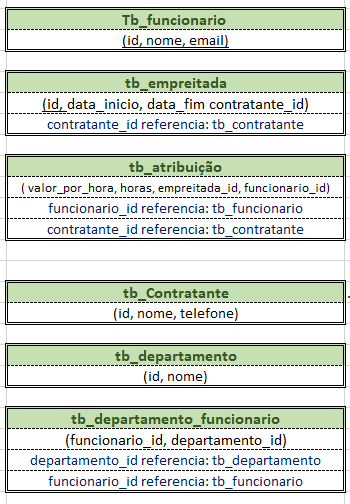 Tb_funcionario
(id, nome, email)
tb_empreitada
(id, data_inicio, data_fim contratante_id)
contratante_id referencia: tb_contratante
tb_atribuição
( valor_por_hora, horas, empreitada_id, funcionario_id)
funcionario_id referencia: tb_funcionario
contratante_id referencia: tb_contratante
tb_Contratante
(id, nome, telefone)
tb_departamento
(id, nome)
tb_departamento_funcionario
(funcionario_id, departamento_id)
departamento_id referencia: tb_departamento
funcionario_id referencia: tb_funcionario